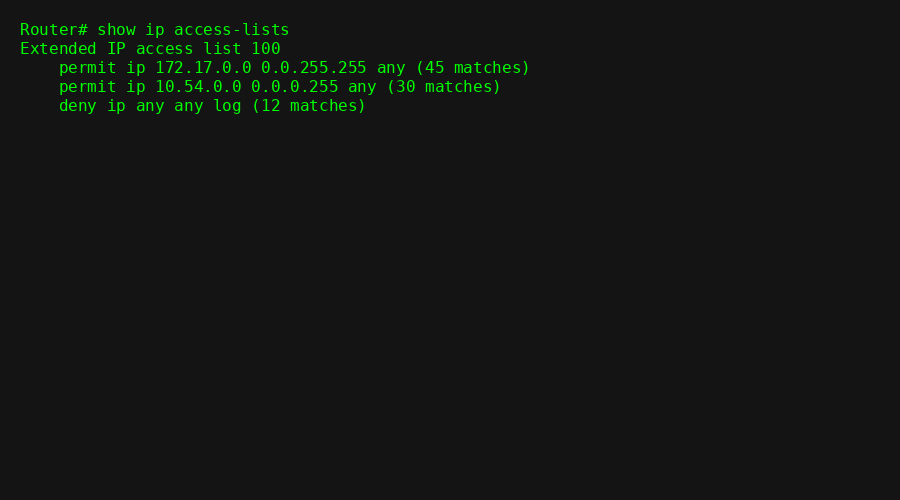 Router# show ip access-lists
Extended IP access list 100
    permit ip 172.17.0.0 0.0.255.255 any (45 matches)
    permit ip 10.54.0.0 0.0.0.255 any (30 matches)
    deny ip any any log (12 matches)